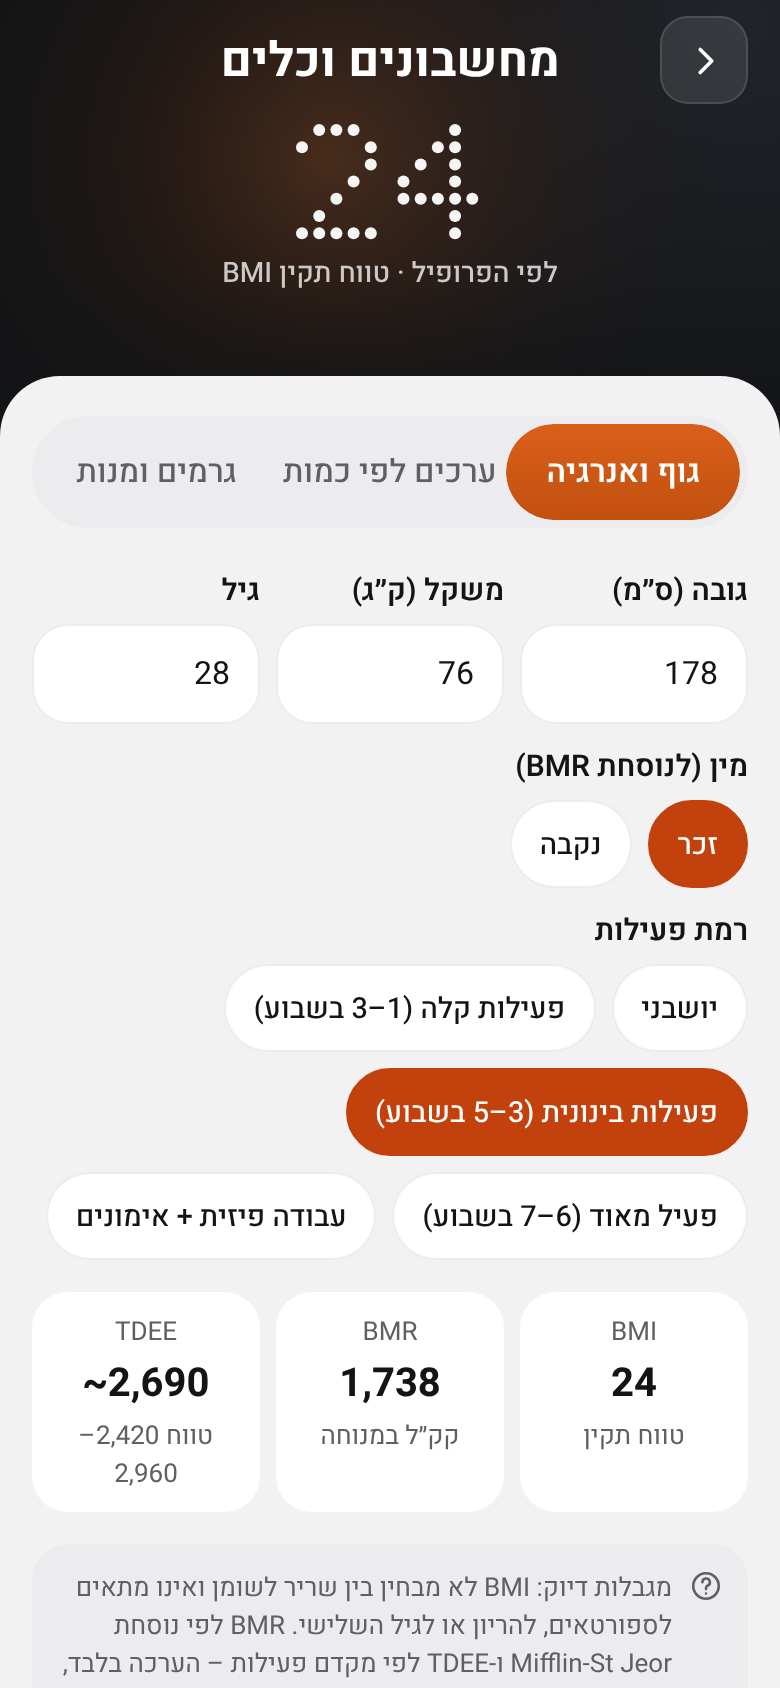 מחשבונים וכלים
24
לפי הפרופיל · טווח תקין BMI
גוף ואנרגיה
ערכים לפי כמות
גרמים ומנות
גובה (ס״מ)
משקל (ק״ג)
גיל
178
76
28
מין (לנוסחת BMR)
זכר
נקבה
רמת פעילות
יושבני
פעילות קלה (1–3 בשבוע)
פעילות בינונית (3–5 בשבוע)
פעיל מאוד (6–7 בשבוע)
עבודה פיזית + אימונים
BMI
24
טווח תקין
BMR
1,738
קק״ל במנוחה
TDEE
~2,690
טווח 2,420–
2,960
מגבלות דיוק: BMI לא מבחין בין שריר לשומן ואינו מתאים
לספורטאים, להריון או לגיל השלישי. BMR לפי נוסחת
Mifflin-St Jeor ו-TDEE לפי מקדם פעילות – הערכה בלבד,